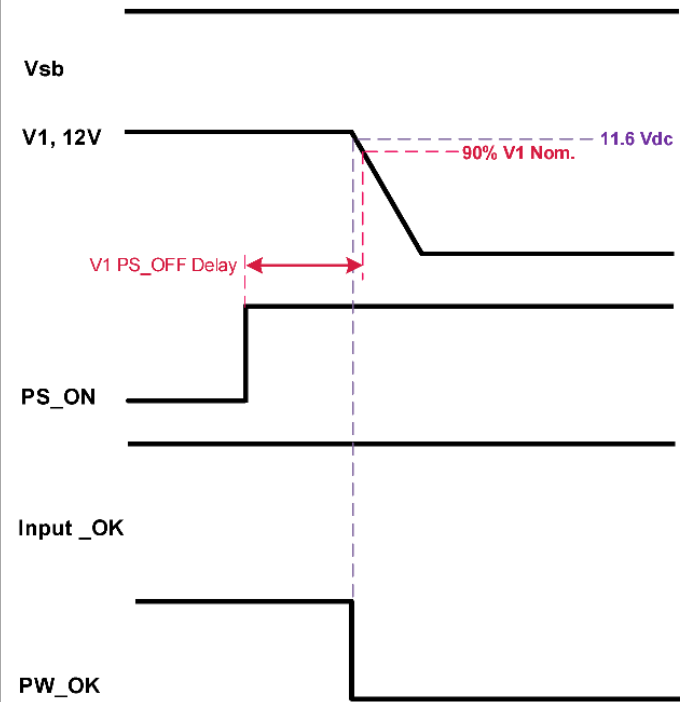 Vsb
V1, 12V
11.6 Vdc
90% V1 Nom.
V1 PS_OFF Delay
PS_ON
Input _OK
PW_OK